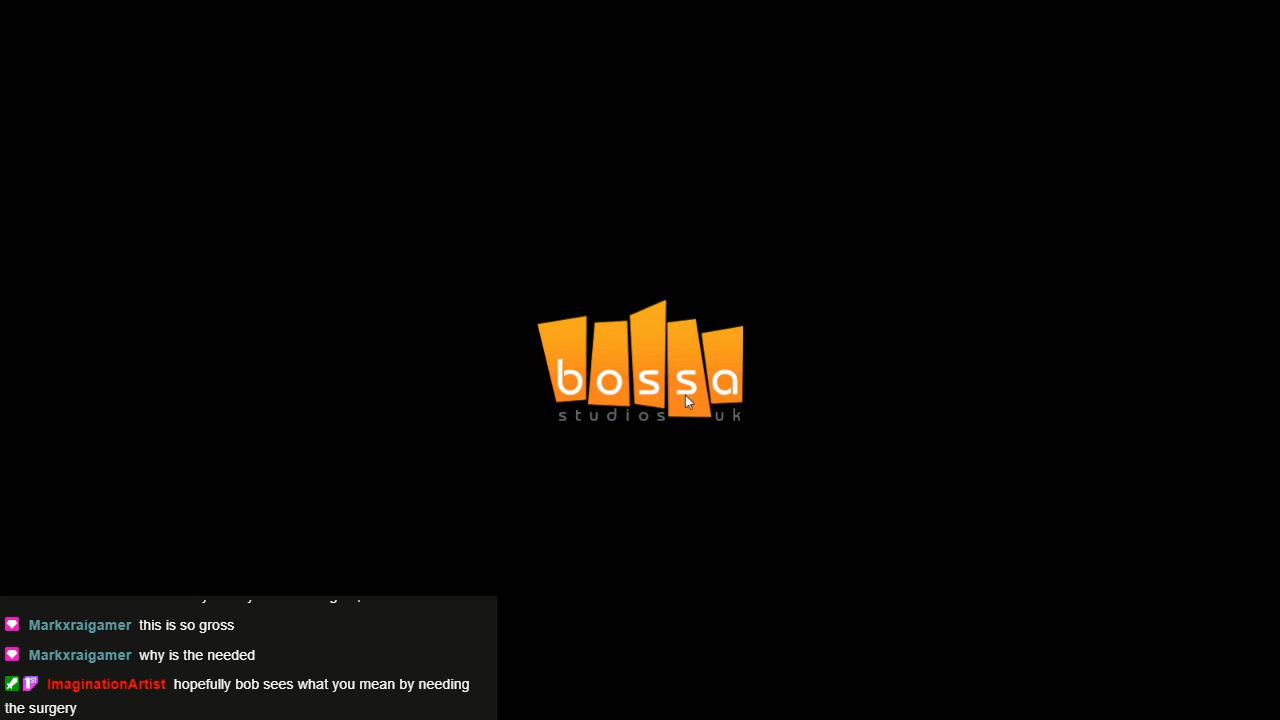 bossa
studios uk
Markxraigamer this is so gross
Markxraigamer why is the needed
ImaginationArtist hopefully bob sees what you mean by needing
the surgery